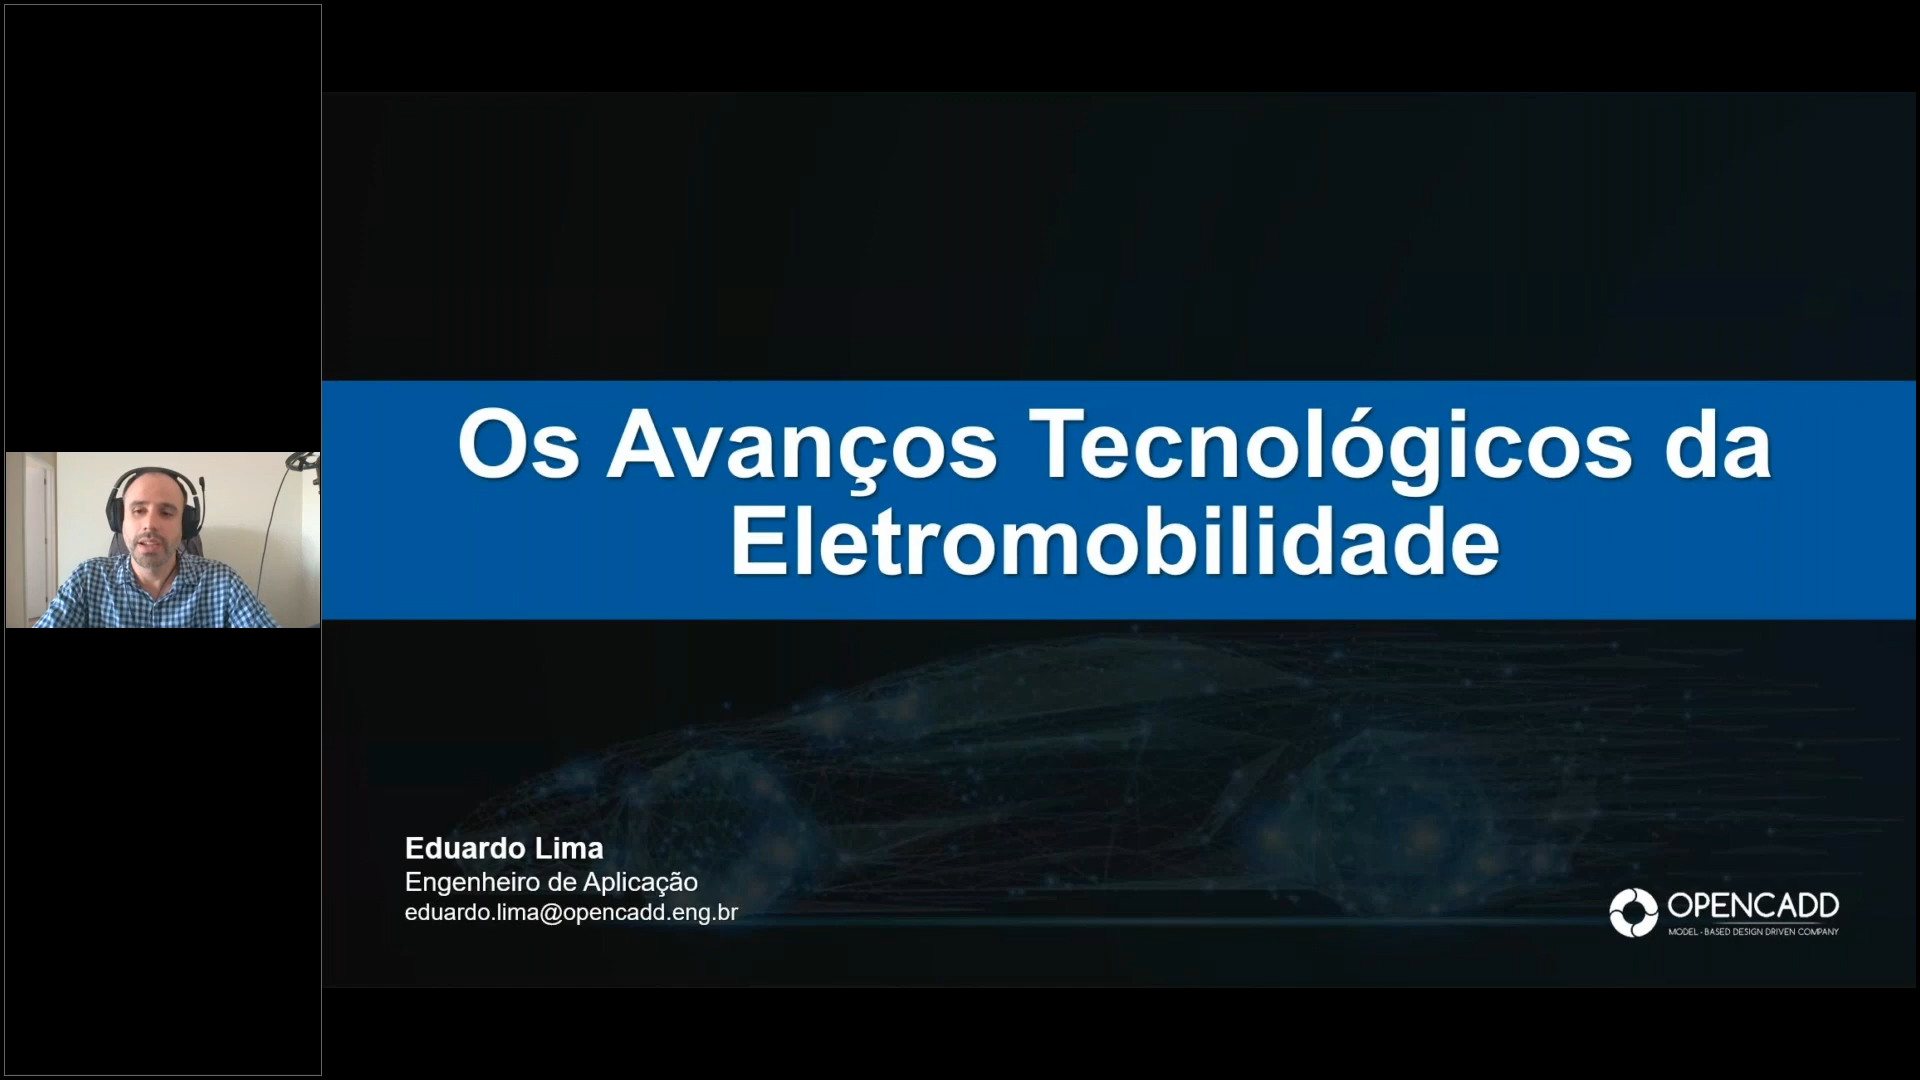 Os Avanços Tecnológicos da
Eletromobilidade
Eduardo Lima
Engenheiro de Aplicação
eduardo.lima@opencadd.eng.br
OPENCADD
MODEL - BASED DESIGN DRIVEN COMPANY